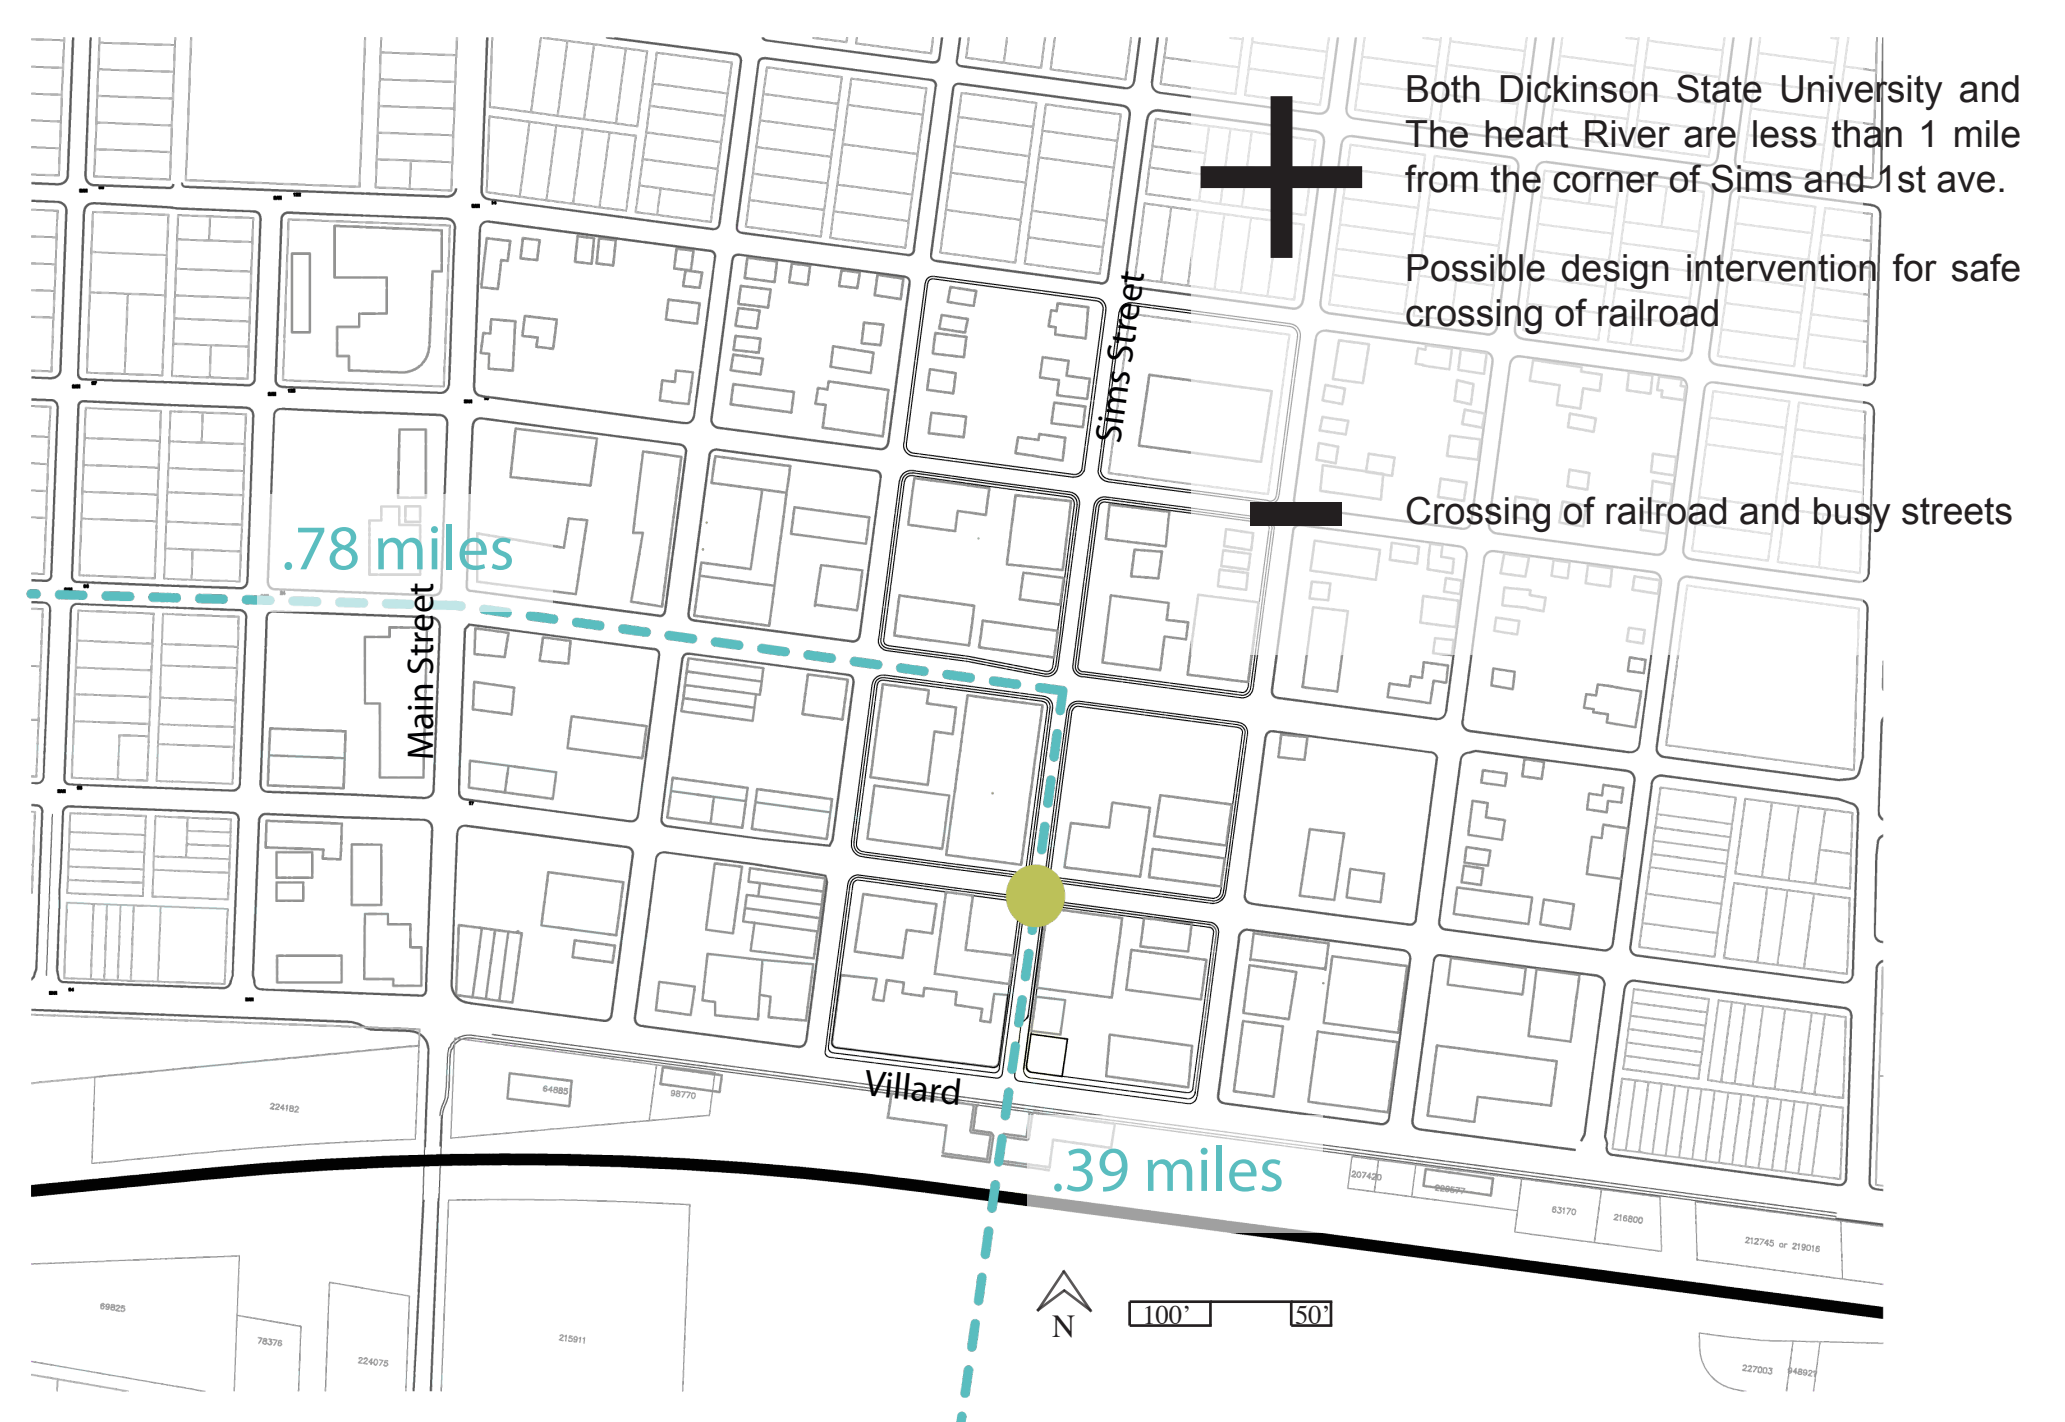 Both Dickinson State University and
The heart River are less than 1 mile
from the corner of Sims and 1st ave.
Possible design intervention for safe
crossing of railroad
Sims Street
Crossing of railroad and busy streets
.78 miles
Main Street
Villard
64885
98770
224182
.39 miles
207420
63170
216800
212745 or 219016
69825
78376
224075
215911
N
100'
50'
227003